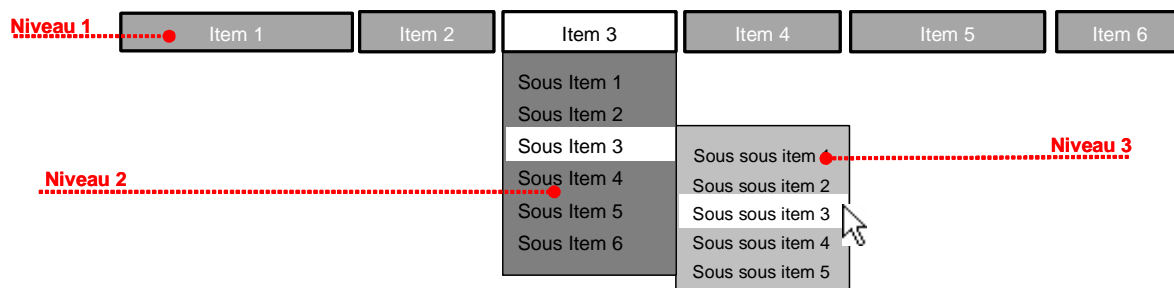 Niveau 1
Item 1
Item 2
Item 3
Item 4
Item 5
Item 6
Sous Item 1
Sous Item 2
Sous Item 3
Sous Item 4
Sous Item 5
Sous Item 6
Niveau 2
Sous sous item 1
Sous sous item 2
Sous sous item 3
Sous sous item 4
Sous sous item 5
Niveau 3